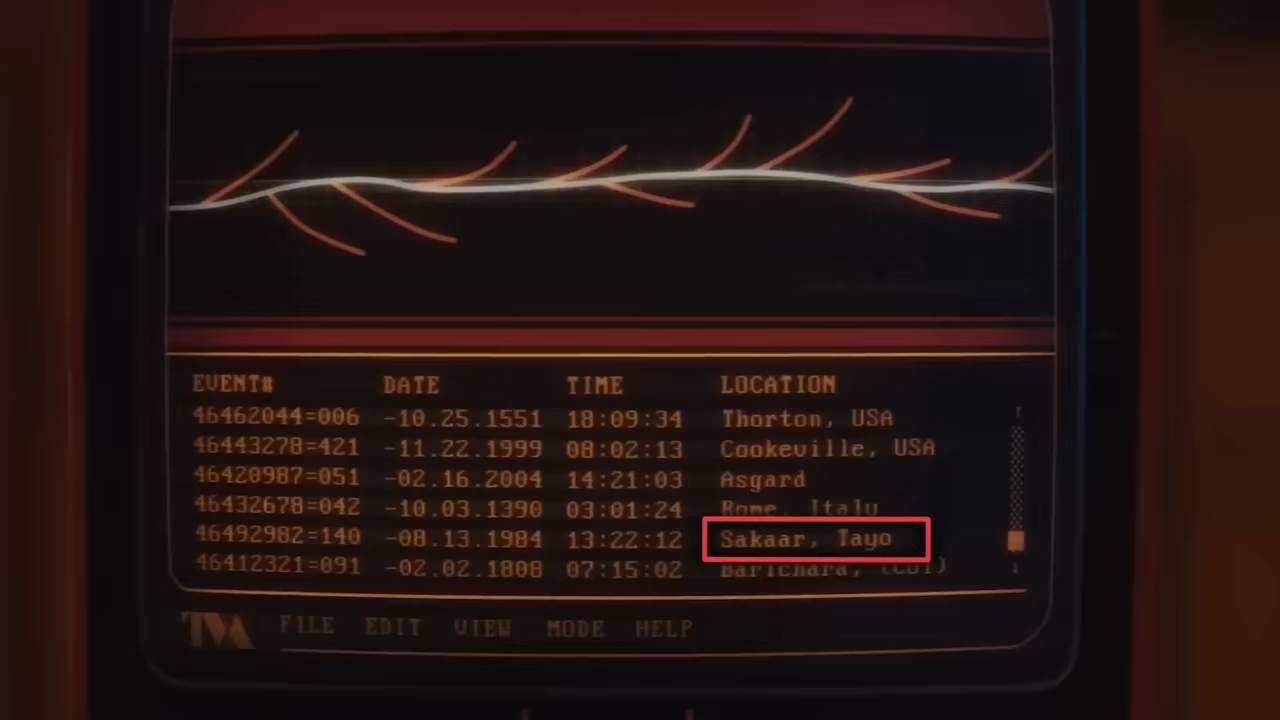 EVENT# DATE TIME LOCATION
46462044=006 -10.25.1551 18:09:34 Thorton, USA
46443278=421 -11.22.1999 08:02:13 Cookeville, USA
46420987=051 -02.16.2004 14:21:03 Asgard
46432678=042 -10.03.1390 03:01:24 Rome, Italy
46492982=140 -08.13.1984 13:22:12 Sakaar, Tayo
46412321=091 -02.02.1808 07:15:02 Barichara,
TVA FILE EDIT VIEW MODE HELP